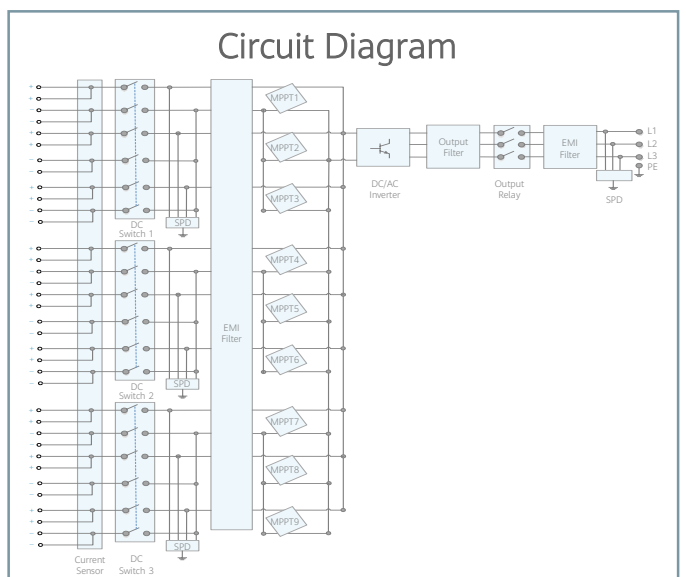 Circuit Diagram
MPPT1
MPPT2
MPPT3
MPPT4
MPPT5
MPPT6
MPPT7
MPPT8
MPPT9
DC
Switch 1
SPD
DC
Switch 2
SPD
Current
Sensor
DC
Switch 3
SPD
EMI
Filter
DC/AC
Inverter
Output
Filter
Output
Relay
EMI
Filter
L1
L2
L3
PE
SPD